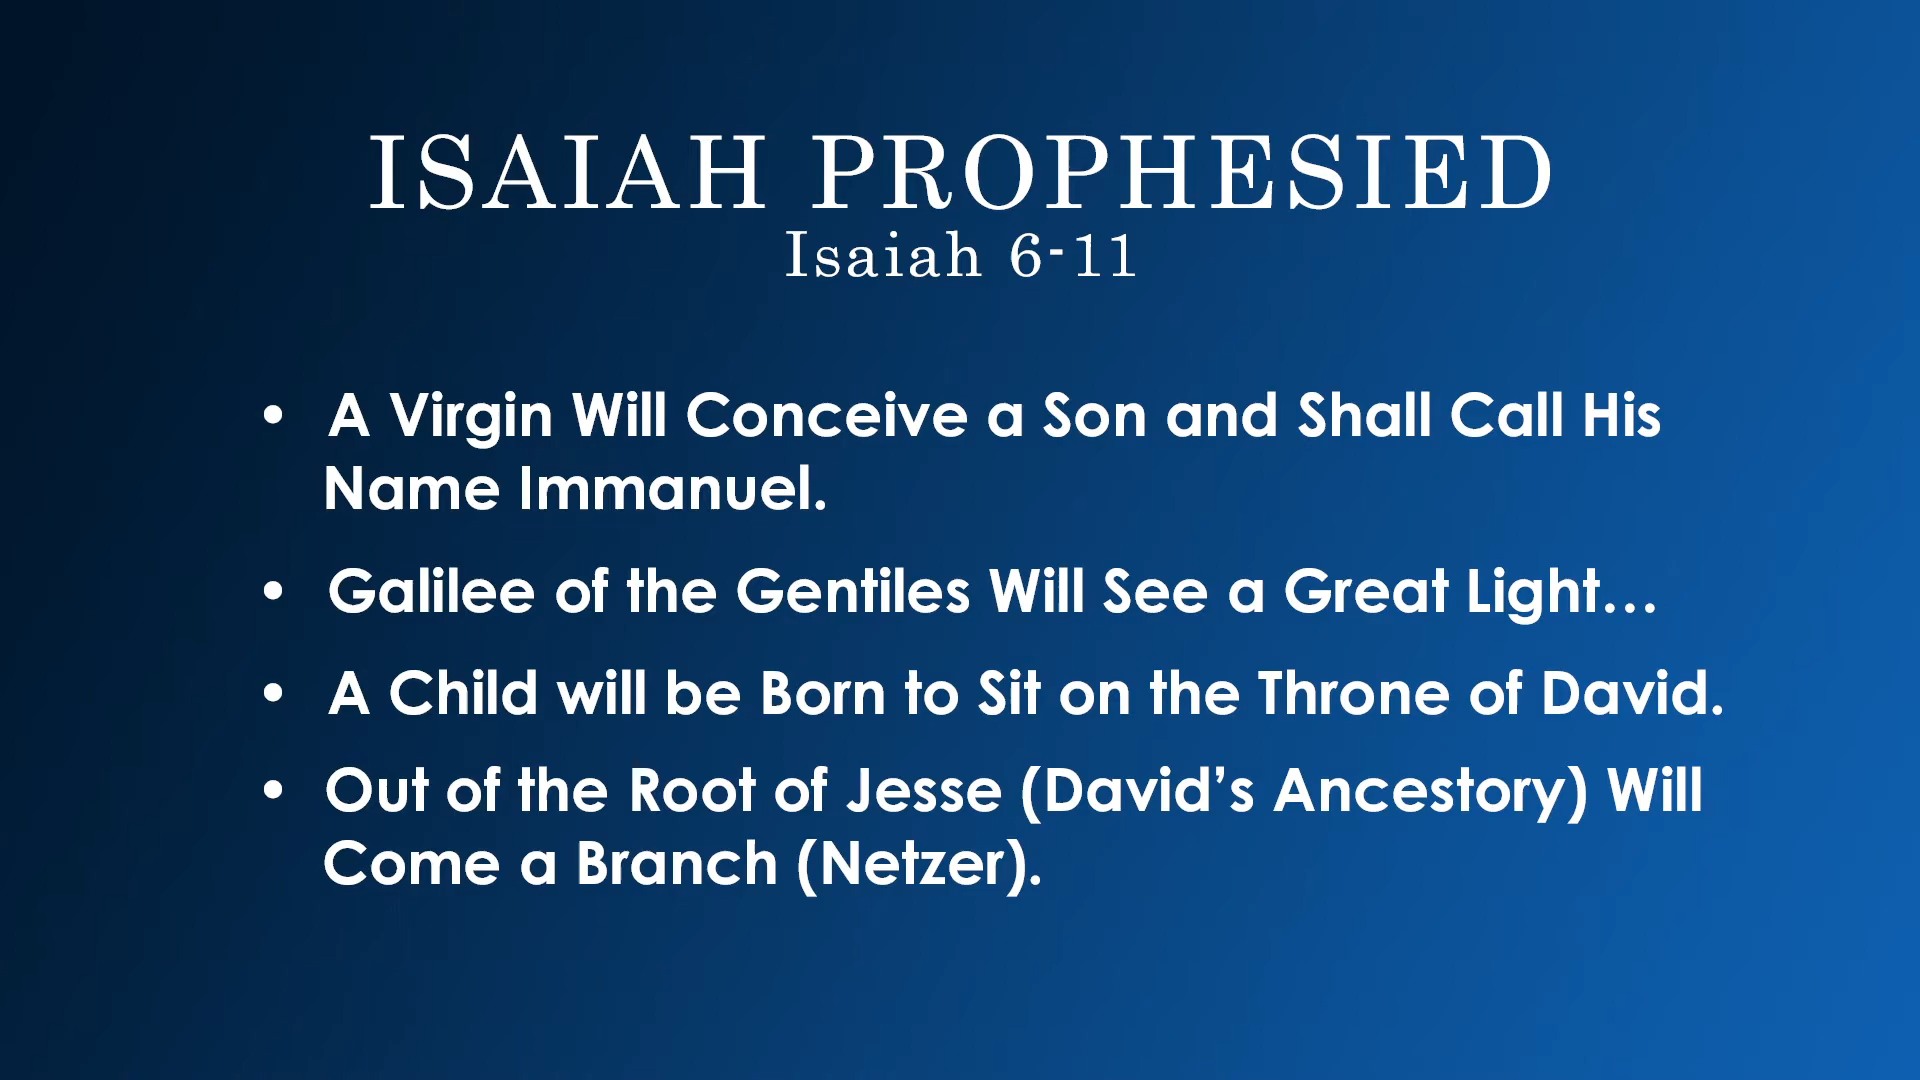 ISAIAH PROPHESIED
Isaiah 6-11
• A Virgin Will Conceive a Son and Shall Call His
Name Immanuel.
• Galilee of the Gentiles Will See a Great Light...
• A Child will be Born to Sit on the Throne of David.
• Out of the Root of Jesse (David’s Ancestory) Will
Come a Branch (Netzer).